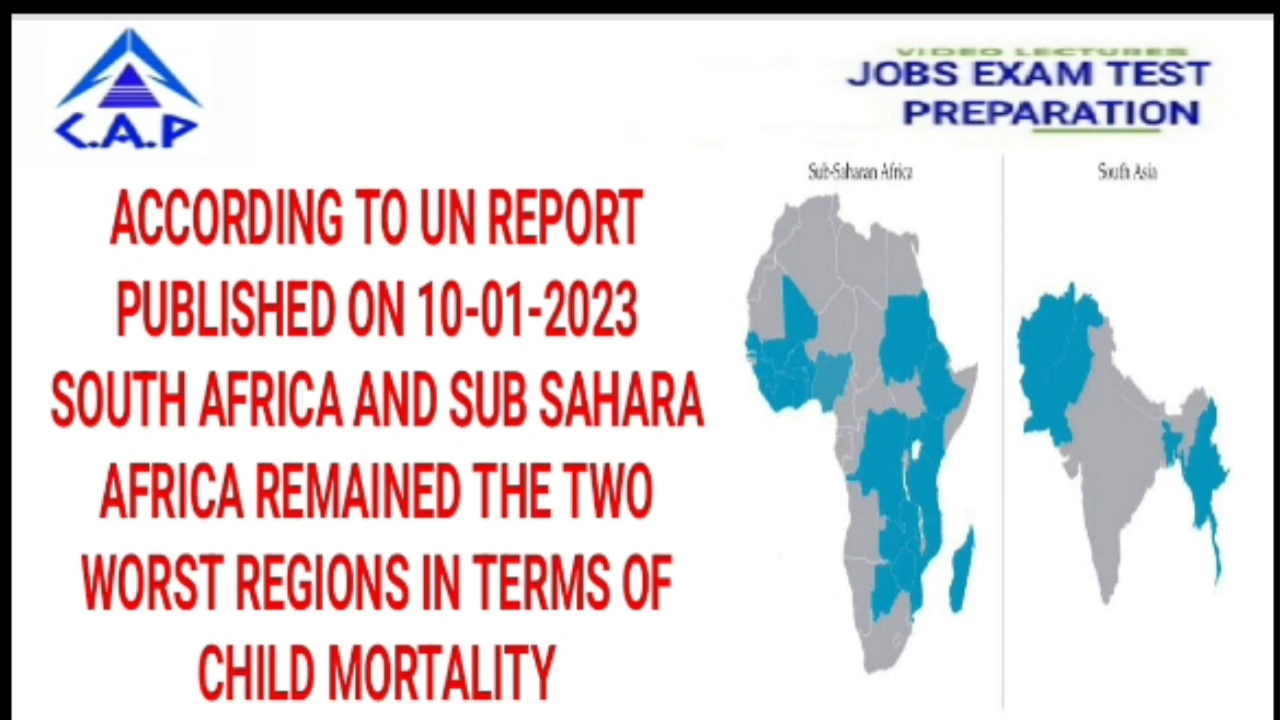 C.A.P
VIDEO LECTURES
JOBS EXAM TEST
PREPARATION
ACCORDING TO UN REPORT
PUBLISHED ON 10-01-2023
SOUTH AFRICA AND SUB SAHARA
AFRICA REMAINED THE TWO
WORST REGIONS IN TERMS OF
CHILD MORTALITY
Sub-Saharan Africa
South Asia